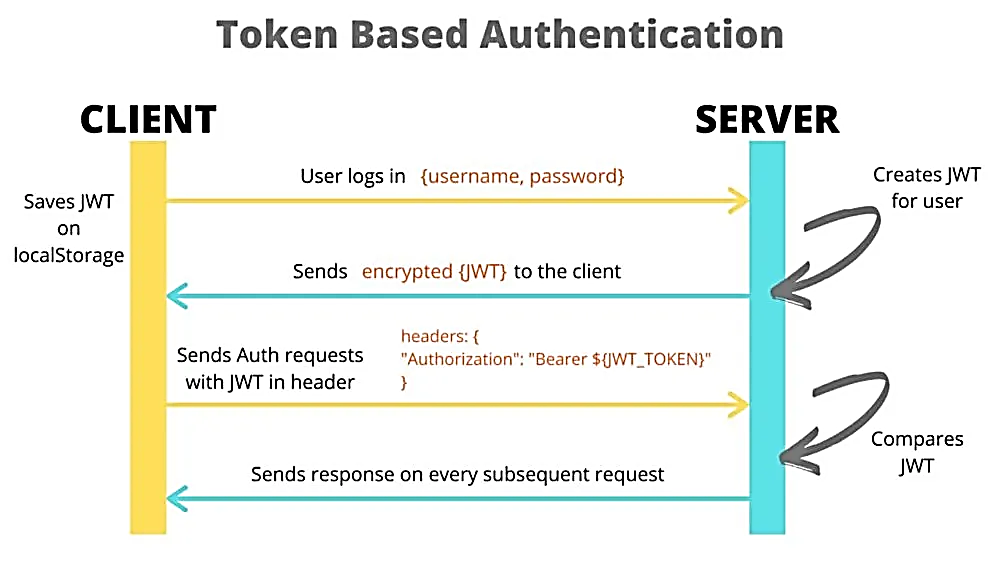 Token Based Authentication
CLIENT
SERVER
User logs in {username, password}
Creates JWT
for user
Saves JWT
on
localStorage
Sends encrypted {JWT} to the client
headers: {
"Authorization": "Bearer ${JWT_TOKEN}"
}
Sends Auth requests
with JWT in header
Compares
JWT
Sends response on every subsequent request